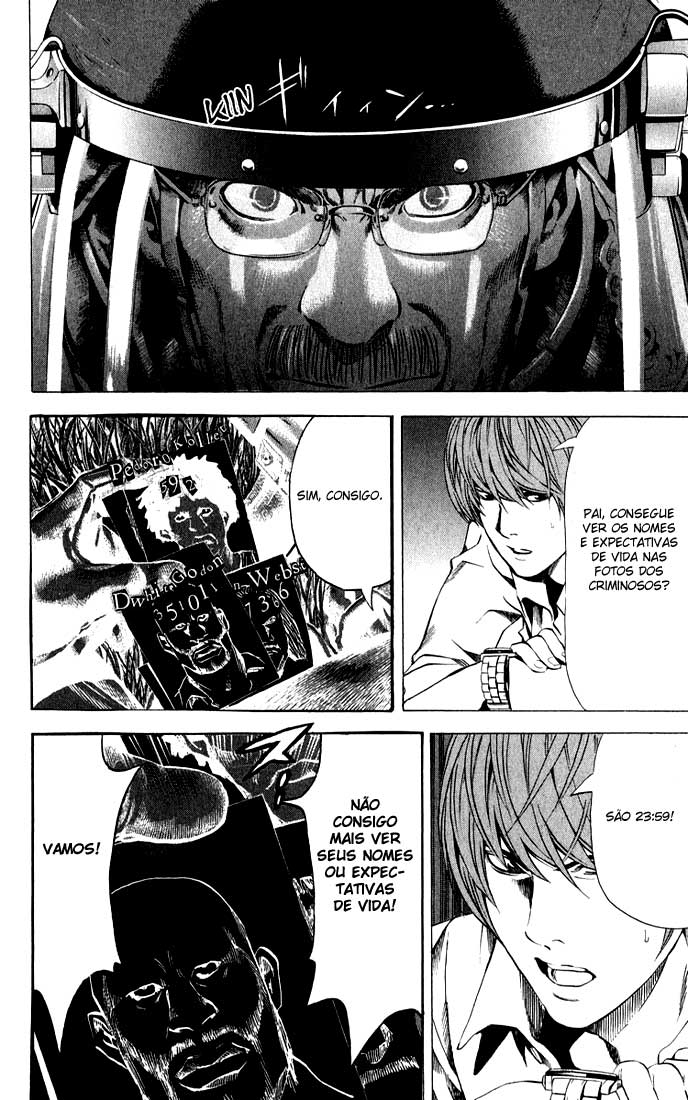 KIIN
ギィィン…
PAI, CONSEGUE
VER OS NOMES
E EXPECTATIVAS
DE VIDA NAS
FOTOS DOS
CRIMINOSOS?
SIM, CONSIGO.
SÃO 23:59!
NÃO
CONSIGO
MAIS VER
SEUS NOMES
OU EXPEC-
TATIVAS
DE VIDA!
VAMOS!